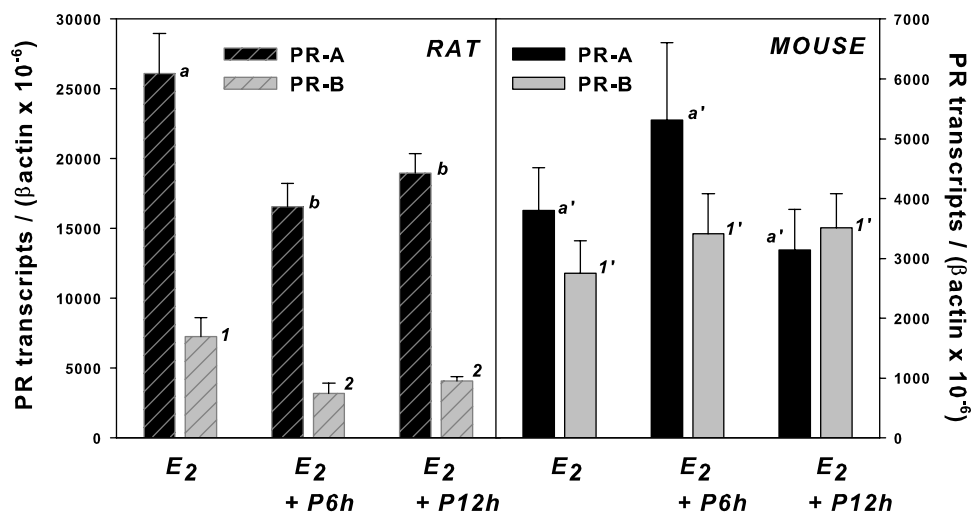 PR transcripts / (βactin x 10-6)
30000
25000
20000
15000
10000
5000
0
RAT
PR-A
PR-B
a
1
b
2
b
2
E2
E2
+ P6h
E2
+ P12h
MOUSE
PR-A
PR-B
a'
1'
a'
1'
a'
1'
E2
E2
+ P6h
E2
+ P12h
7000
6000
5000
4000
3000
2000
1000
0
PR transcripts / (βactin x 10-6)